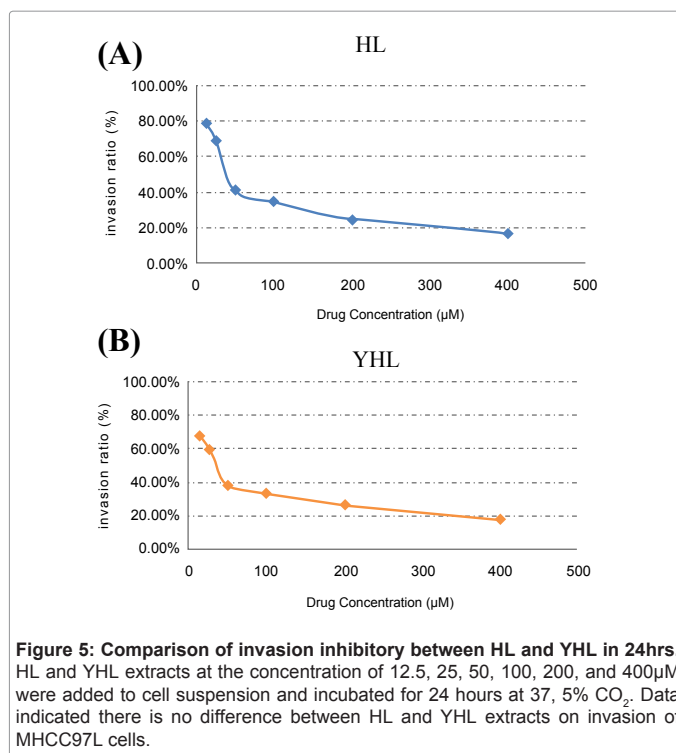 (A)
HL
100.00%
80.00%
60.00%
40.00%
20.00%
0.00%
invasion ratio (%)
0 100 200 300 400 500
Drug Concentration (µM)
(B)
YHL
100.00%
80.00%
60.00%
40.00%
20.00%
0.00%
invasion ratio (%)
0 100 200 300 400 500
Drug Concentration (µM)
Figure 5: Comparison of invasion inhibitory between HL and YHL in 24hrs.
HL and YHL extracts at the concentration of 12.5, 25, 50, 100, 200, and 400µM
were added to cell suspension and incubated for 24 hours at 37, 5% CO2. Data
indicated there is no difference between HL and YHL extracts on invasion of
MHCC97L cells.